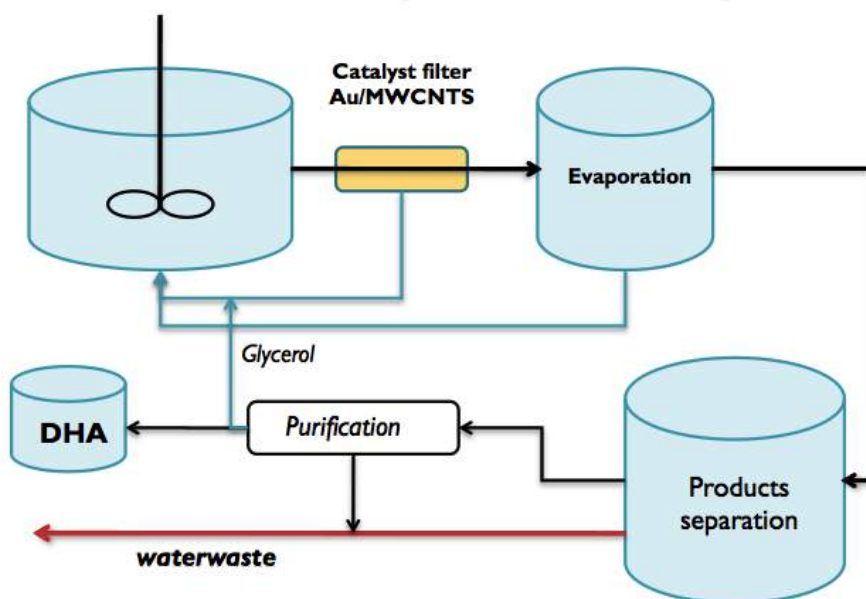 Catalyst filter
Au/MWCNTS
Evaporation
Glycerol
DHA
Purification
Products
separation
waterwaste